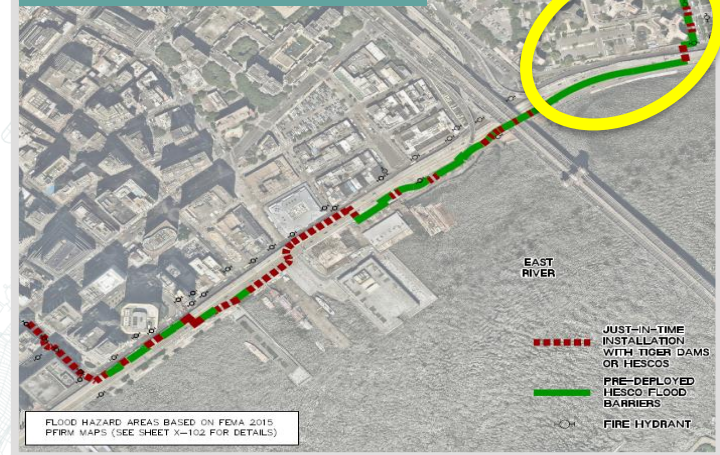 EAST
RIVER
JUST-IN-TIME
INSTALLATION
WITH TIGER DAMS
OR HESCOS
PRE-DEPLOYED
HESCO FLOOD
BARRIERS
FIRE HYDRANT
FLOOD HAZARD AREAS BASED ON FEMA 2015
PFIRM MAPS (SEE SHEET X-102 FOR DETAILS)